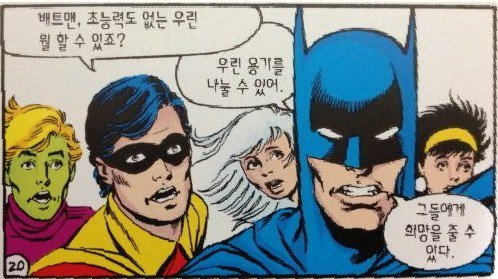 배트맨, 초능력도 없는 우린
뭘 할 수 있죠?
우린 용기를
나눌 수 있어.
그들에게
희망을 줄 수
있다.
20